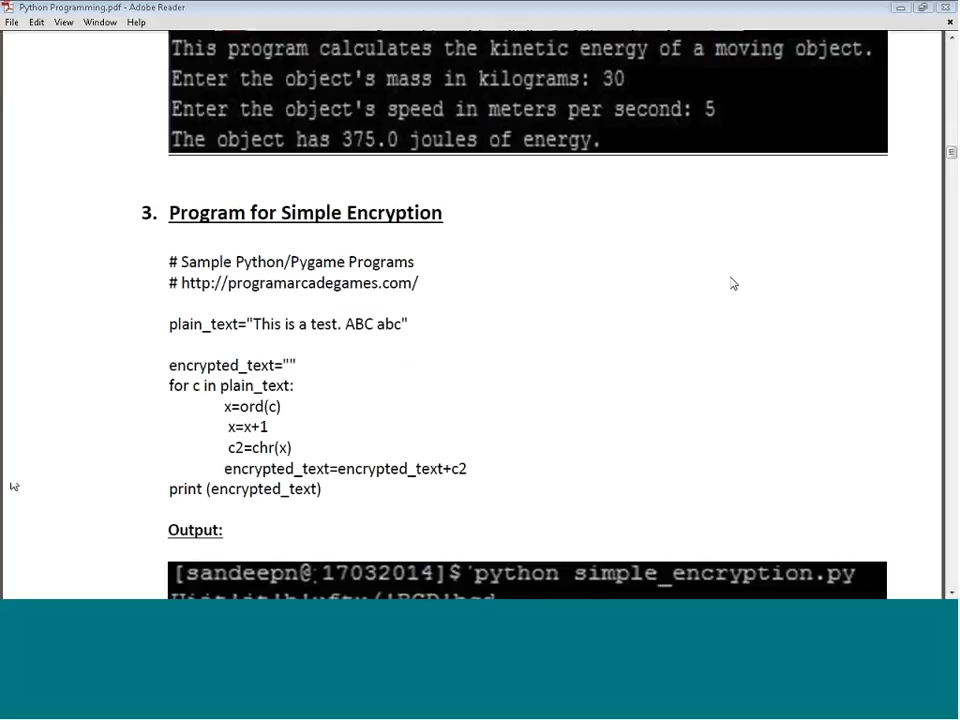 Python Programming.pdf - Adobe Reader
File Edit View Window Help
This program calculates the kinetic energy of a moving object.
Enter the object's mass in kilograms: 30
Enter the object's speed in meters per second: 5
The object has 375.0 joules of energy.
3. Program for Simple Encryption
# Sample Python/Pygame Programs
# http://programarcadegames.com/
plain_text="This is a test. ABC abc"
encrypted_text=""
for c in plain_text:
x=ord(c)
x=x+1
c2=chr(x)
encrypted_text=encrypted_text+c2
print (encrypted_text)
Output:
[sandeepn@ 17032014]$ python simple_encryption.py